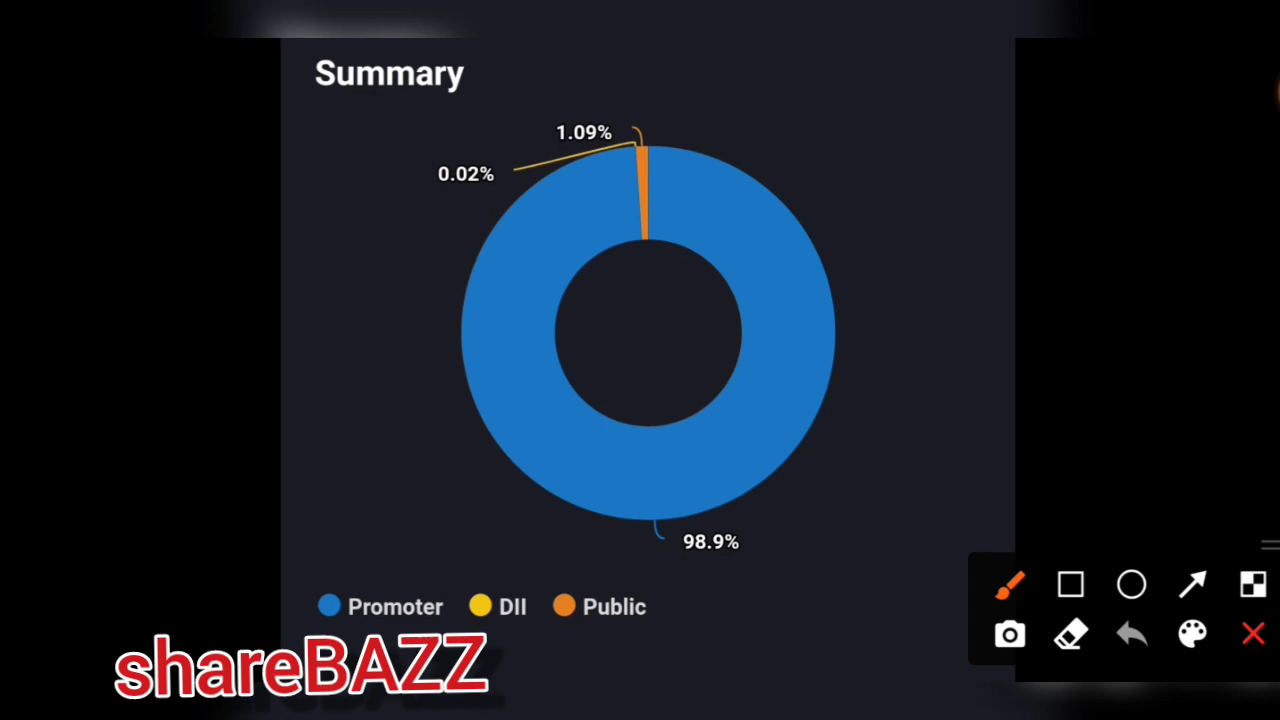 Summary
1.09%
0.02%
98.9%
Promoter DII Public
shareBAZZ